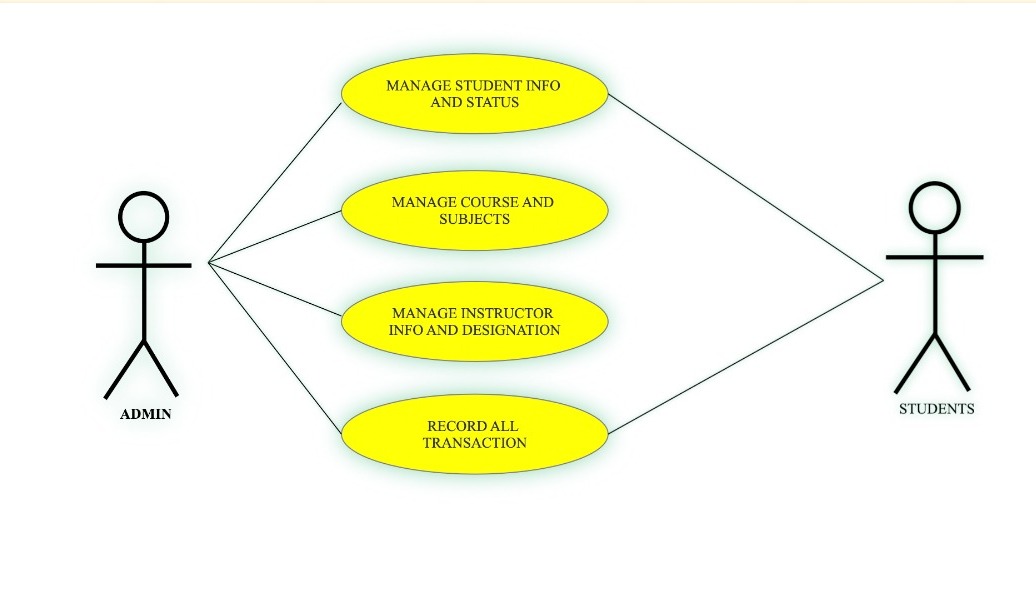 MANAGE STUDENT INFO
AND STATUS
MANAGE COURSE AND
SUBJECTS
MANAGE INSTRUCTOR
INFO AND DESIGNATION
RECORD ALL
TRANSACTION
ADMIN
STUDENTS